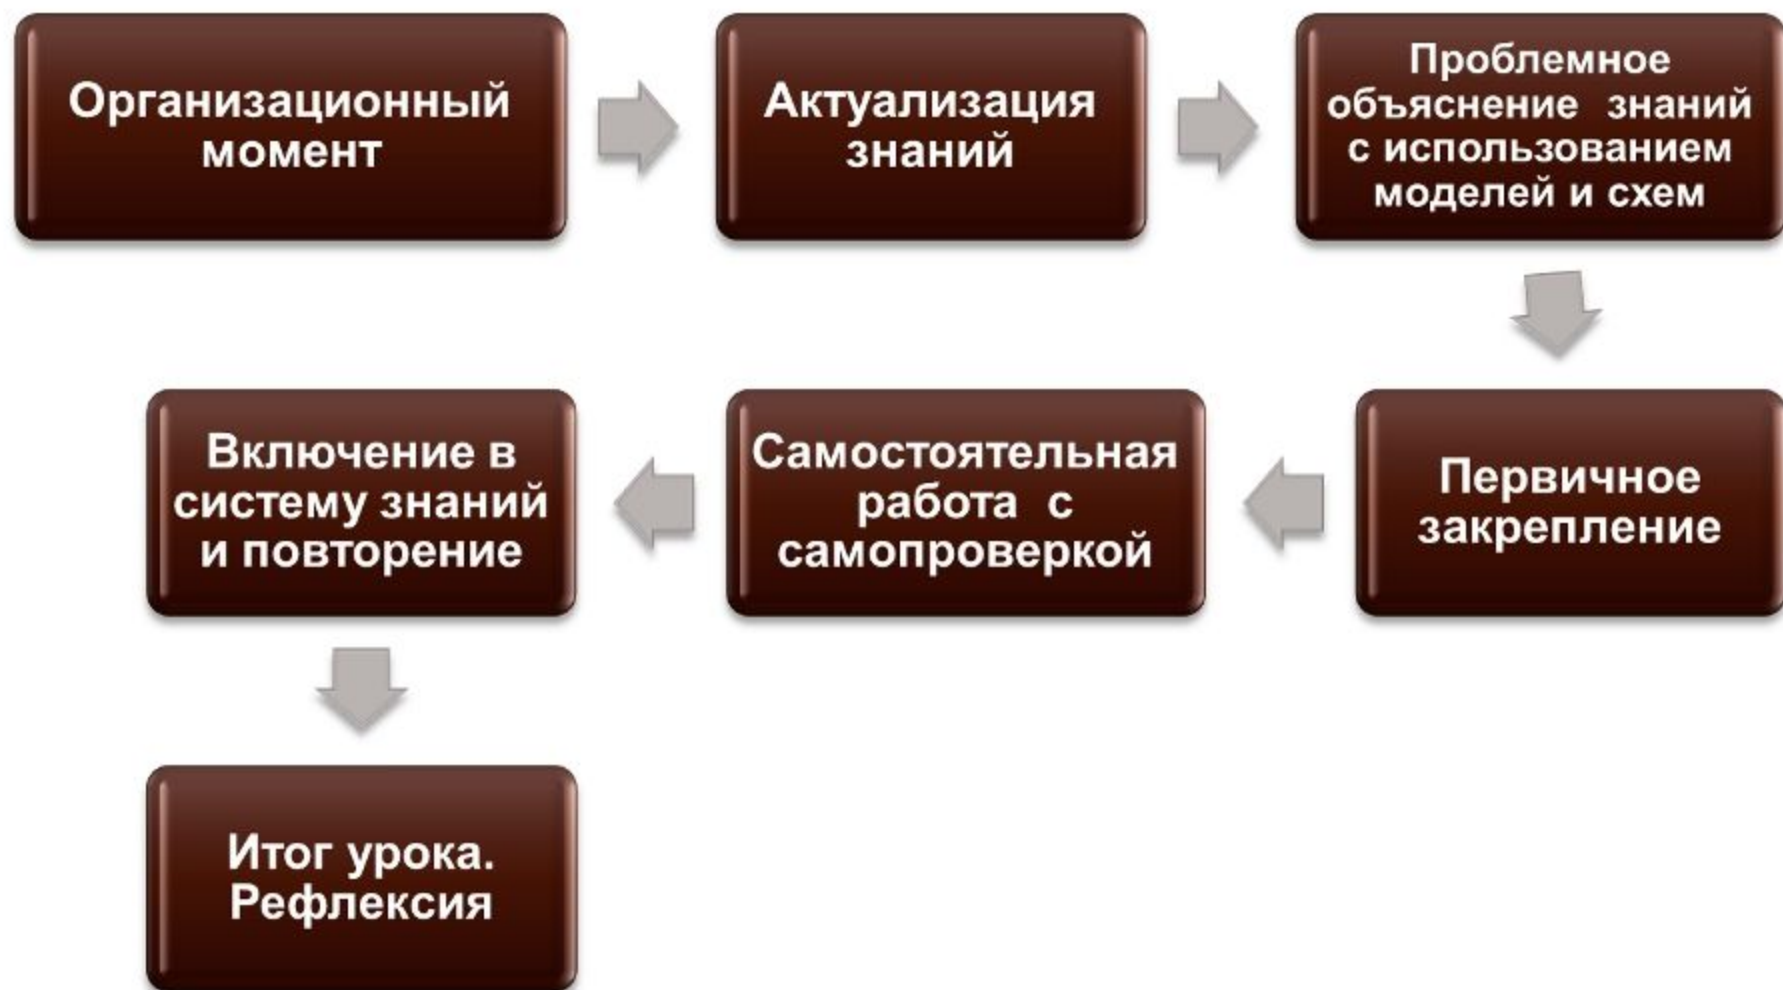 Организационный
момент
Актуализация
знаний
Проблемное
объяснение знаний
с использованием
моделей и схем
Первичное
закрепление
Самостоятельная
работа с
самопроверкой
Включение в
систему знаний
и повторение
Итог урока.
Рефлексия